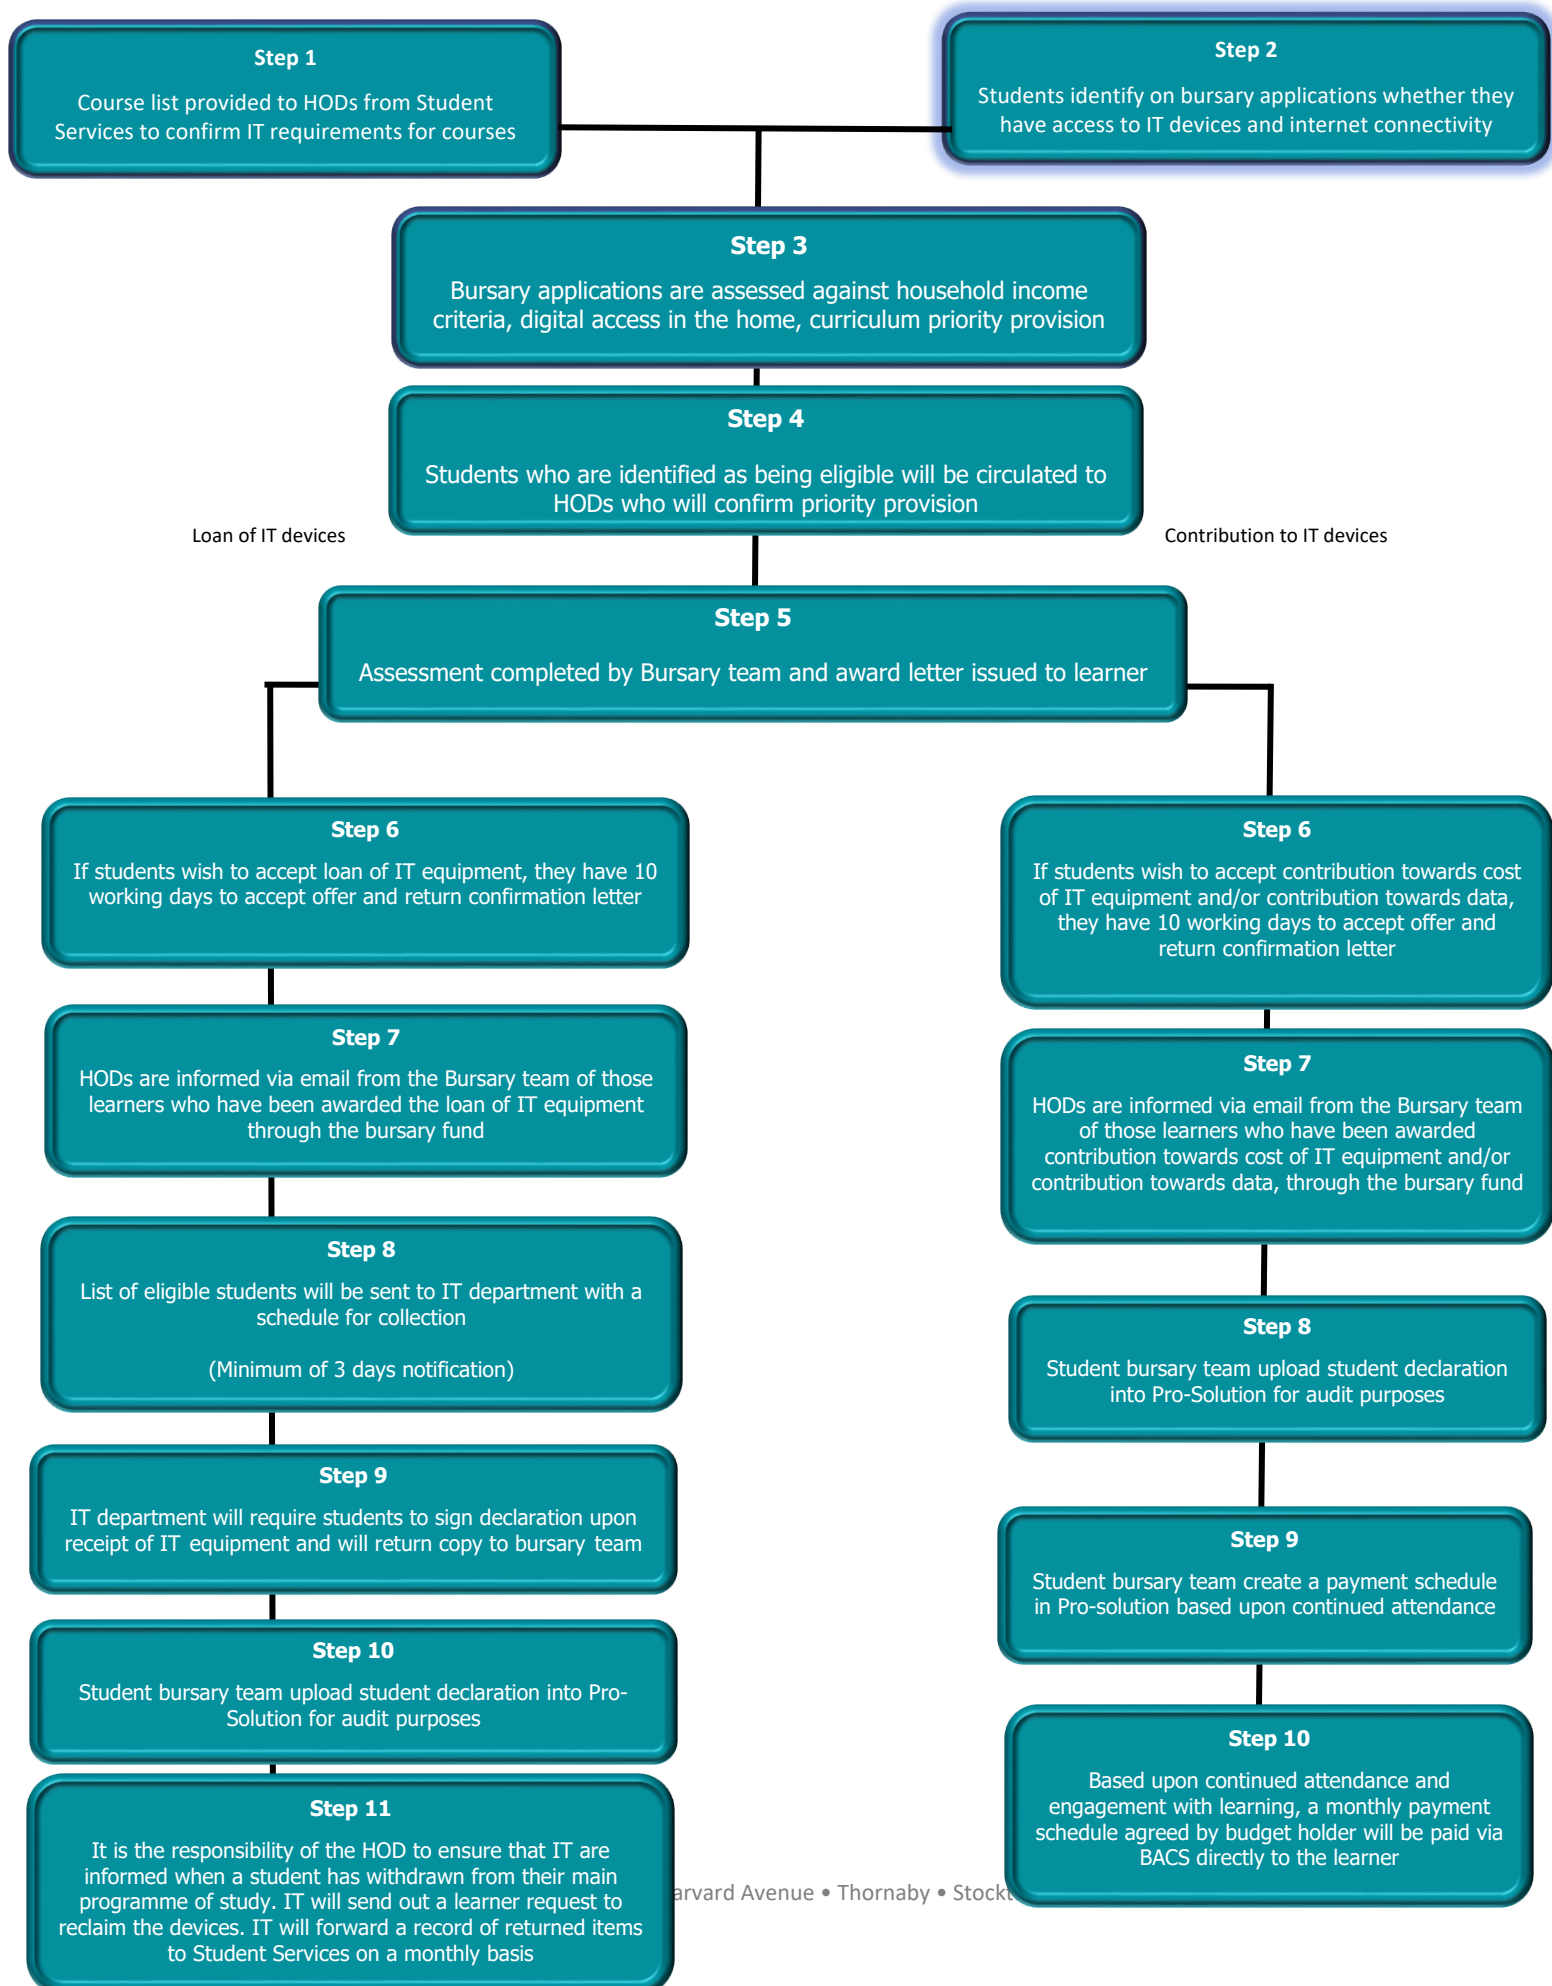 Step 1
Course list provided to HODs from Student
Services to confirm IT requirements for courses
Step 2
Students identify on bursary applications whether they
have access to IT devices and internet connectivity
Step 3
Bursary applications are assessed against household income
criteria, digital access in the home, curriculum priority provision
Step 4
Students who are identified as being eligible will be circulated to
HODs who will confirm priority provision
Loan of IT devices
Contribution to IT devices
Step 5
Assessment completed by Bursary team and award letter issued to learner
Step 6
If students wish to accept loan of IT equipment, they have 10
working days to accept offer and return confirmation letter
Step 7
HODs are informed via email from the Bursary team of those
learners who have been awarded the loan of IT equipment
through the bursary fund
Step 8
List of eligible students will be sent to IT department with a
schedule for collection
(Minimum of 3 days notification)
Step 9
IT department will require students to sign declaration upon
receipt of IT equipment and will return copy to bursary team
Step 10
Student bursary team upload student declaration into Pro-
Solution for audit purposes
Step 11
It is the responsibility of the HOD to ensure that IT are
informed when a student has withdrawn from their main
programme of study. IT will send out a learner request to
reclaim the devices. IT will forward a record of returned items
to Student Services on a monthly basis
Step 6
If students wish to accept contribution towards cost
of IT equipment and/or contribution towards data,
they have 10 working days to accept offer and
return confirmation letter
Step 7
HODs are informed via email from the Bursary team
of those learners who have been awarded
contribution towards cost of IT equipment and/or
contribution towards data, through the bursary fund
Step 8
Student bursary team upload student declaration
into Pro-Solution for audit purposes
Step 9
Student bursary team create a payment schedule
in Pro-solution based upon continued attendance
Step 10
Based upon continued attendance and
engagement with learning, a monthly payment
schedule agreed by budget holder will be paid via
BACS directly to the learner
Avenue • Thornaby •